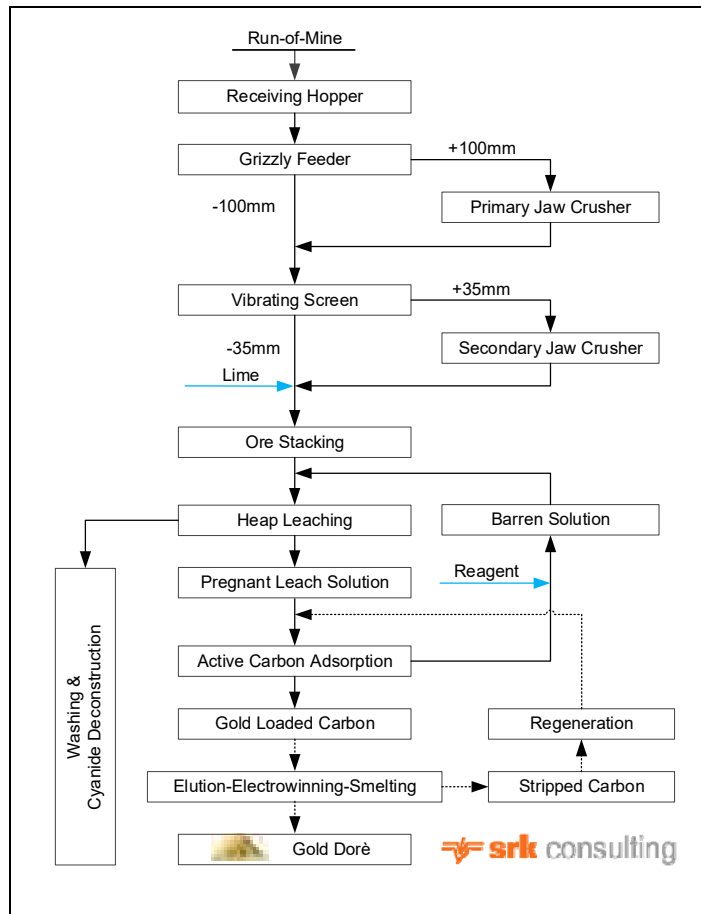 Run-of-Mine
Receiving Hopper
Grizzly Feeder
+100mm
Primary Jaw Crusher
-100mm
Vibrating Screen
+35mm
Secondary Jaw Crusher
-35mm
Lime
Ore Stacking
Heap Leaching
Barren Solution
Pregnant Leach Solution
Reagent
Active Carbon Adsorption
Gold Loaded Carbon
Regeneration
Elution-Electrowinning-Smelting
Stripped Carbon
Gold Dorè
Washing &
Cyanide Deconstruction
srk consulting